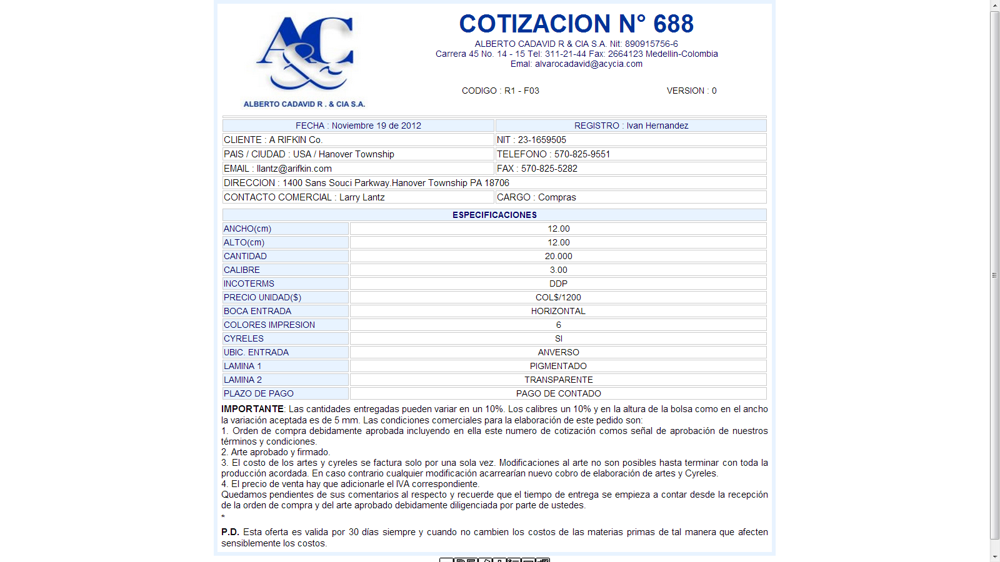 A&C
ALBERTO CADAVID R . & CIA S.A.
COTIZACION N° 688
ALBERTO CADAVID R & CIA S.A. Nit: 890915756-6
Carrera 45 No. 14 - 15 Tel: 311-21-44 Fax: 2664123 Medellin-Colombia
Emal: alvarocadavid@acycia.com
CODIGO : R1 - F03 VERSION : 0
FECHA : Noviembre 19 de 2012 REGISTRO : Ivan Hernandez
CLIENTE : A RIFKIN Co. NIT : 23-1659505
PAIS / CIUDAD : USA / Hanover Township TELEFONO : 570-825-9551
EMAIL : llantz@arifkin.com FAX : 570-825-5282
DIRECCION : 1400 Sans Souci Parkway.Hanover Township PA 18706
CONTACTO COMERCIAL : Larry Lantz CARGO : Compras
ESPECIFICACIONES
ANCHO(cm) 12.00
ALTO(cm) 12.00
CANTIDAD 20.000
CALIBRE 3.00
INCOTERMS DDP
PRECIO UNIDAD($) COL$/1200
BOCA ENTRADA HORIZONTAL
COLORES IMPRESION 6
CYRELES SI
UBIC. ENTRADA ANVERSO
LAMINA 1 PIGMENTADO
LAMINA 2 TRANSPARENTE
PLAZO DE PAGO PAGO DE CONTADO
IMPORTANTE: Las cantidades entregadas pueden variar en un 10%. Los calibres un 10% y en la altura de la bolsa como en el ancho
la variación aceptada es de 5 mm. Las condiciones comerciales para la elaboración de este pedido son:
1. Orden de compra debidamente aprobada incluyendo en ella este numero de cotización comos señal de aprobación de nuestros
términos y condiciones.
2. Arte aprobado y firmado.
3. El costo de los artes y cyreles se factura solo por una sola vez. Modificaciones al arte no son posibles hasta terminar con toda la
producción acordada. En caso contrario cualquier modificación acarrearían nuevo cobro de elaboración de artes y Cyreles.
4. El precio de venta hay que adicionarle el IVA correspondiente.
Quedamos pendientes de sus comentarios al respecto y recuerde que el tiempo de entrega se empieza a contar desde la recepción
de la orden de compra y del arte aprobado debidamente diligenciada por parte de ustedes.
*
P.D. Esta oferta es valida por 30 días siempre y cuando no cambien los costos de las materias primas de tal manera que afecten
sensiblemente los costos.